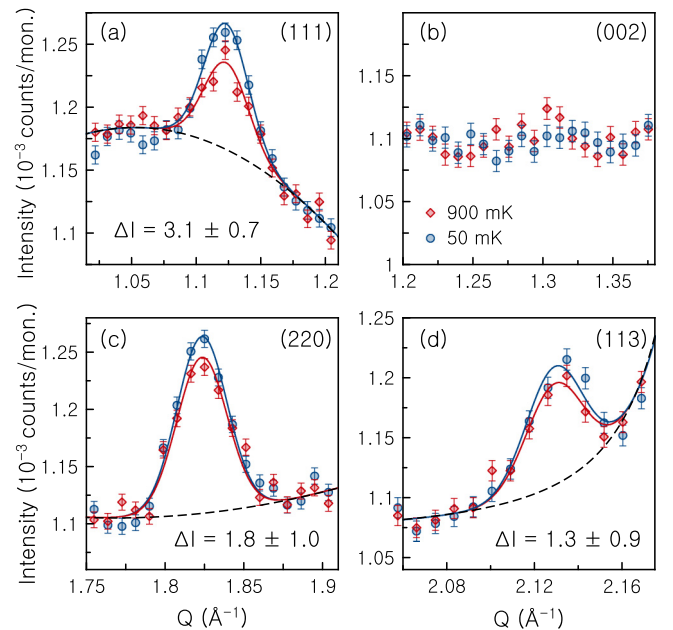 (a) (111)
Intensity (10⁻³ counts/mon.)
1.25
1.2
1.15
1.1
ΔI = 3.1 ± 0.7
1.05 1.1 1.15 1.2
(b) (002)
1.15
1.1
1.05
1
900 mK
50 mK
1.2 1.25 1.3 1.35
(c) (220)
Intensity (10⁻³ counts/mon.)
1.25
1.2
1.15
1.1
ΔI = 1.8 ± 1.0
1.75 1.8 1.85 1.9
Q (Å⁻¹)
(d) (113)
1.25
1.2
1.15
1.1
1.05
ΔI = 1.3 ± 0.9
2.08 2.12 2.16
Q (Å⁻¹)